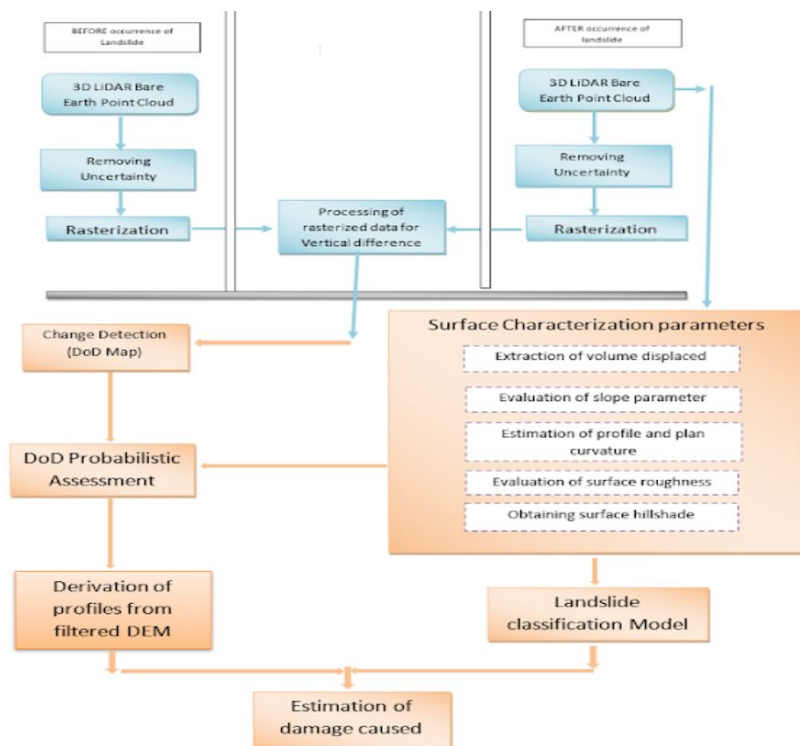 BEFORE occurrence of
Landslide
3D LiDAR Bare
Earth Point Cloud
Removing
Uncertainty
Rasterization
Processing of
rasterized data for
Vertical difference
AFTER occurrence of
landslide
3D LiDAR Bare
Earth Point Cloud
Removing
Uncertainty
Rasterization
Change Detection
(DoD Map)
DoD Probabilistic
Assessment
Derivation of
profiles from
filtered DEM
Surface Characterization parameters
Extraction of volume displaced
Evaluation of slope parameter
Estimation of profile and plan
curvature
Evaluation of surface roughness
Obtaining surface hillshade
Landslide
classification Model
Estimation of
damage caused